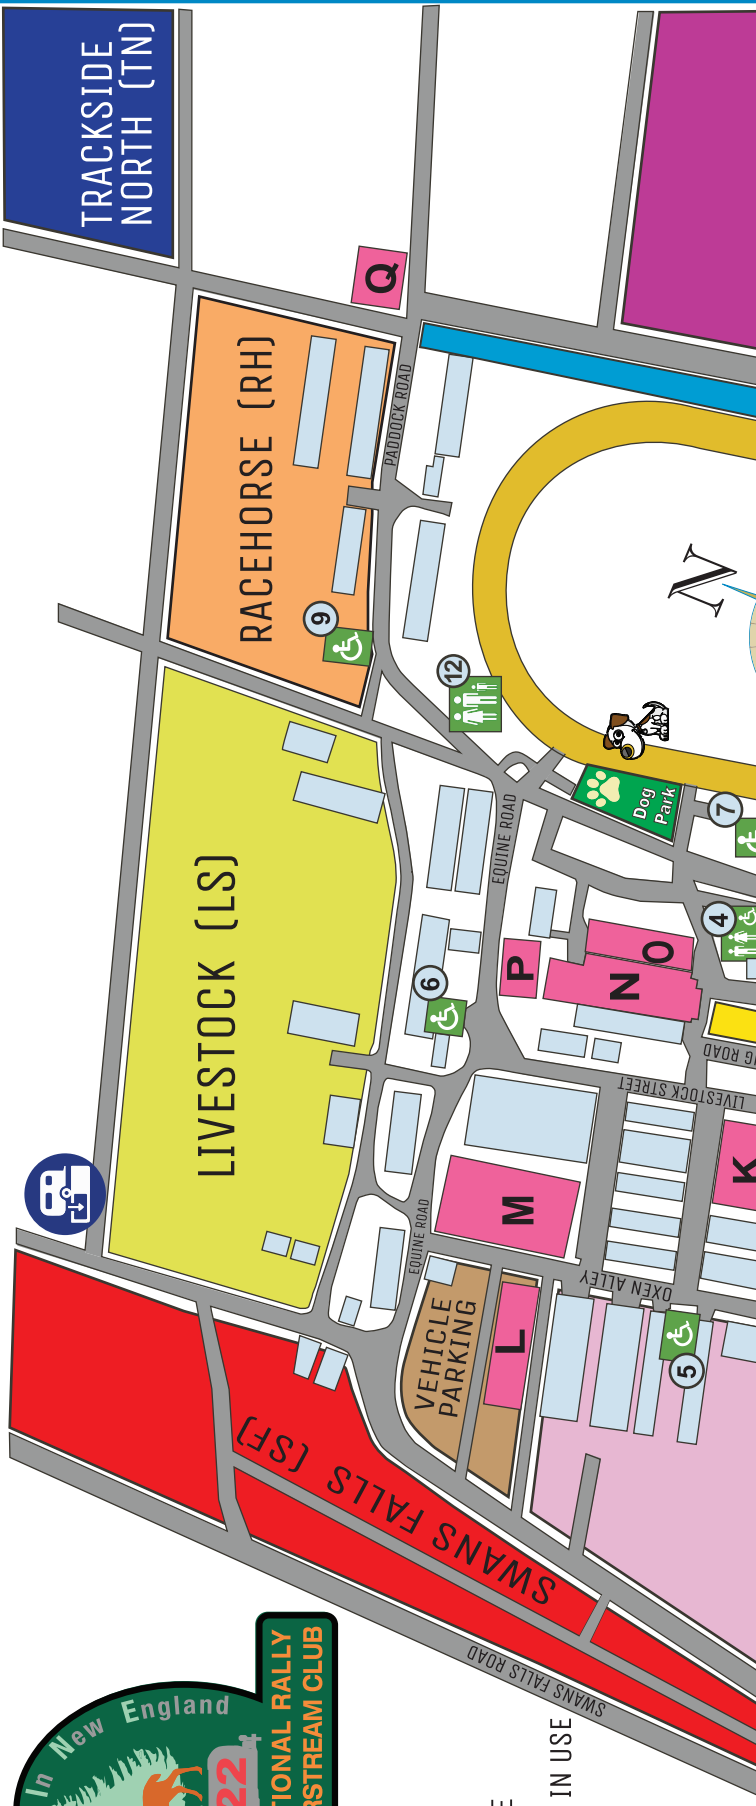 TRACKSIDE
NORTH (TN)
Q
RACEHORSE (RH)
PADDOCK ROAD
9
12
N
LIVESTOCK (LS)
EQUINE ROAD
Dog
Park
7
4
6
P
N
O
LIVESTOCK STREET
ROAD
K
M
EQUINE ROAD
OXEN ALLEY
VEHICLE
PARKING
L
5
SWANS FALLS (SF)
SWANS FALLS ROAD
In New England
22
RALLY
CLUB
IN USE